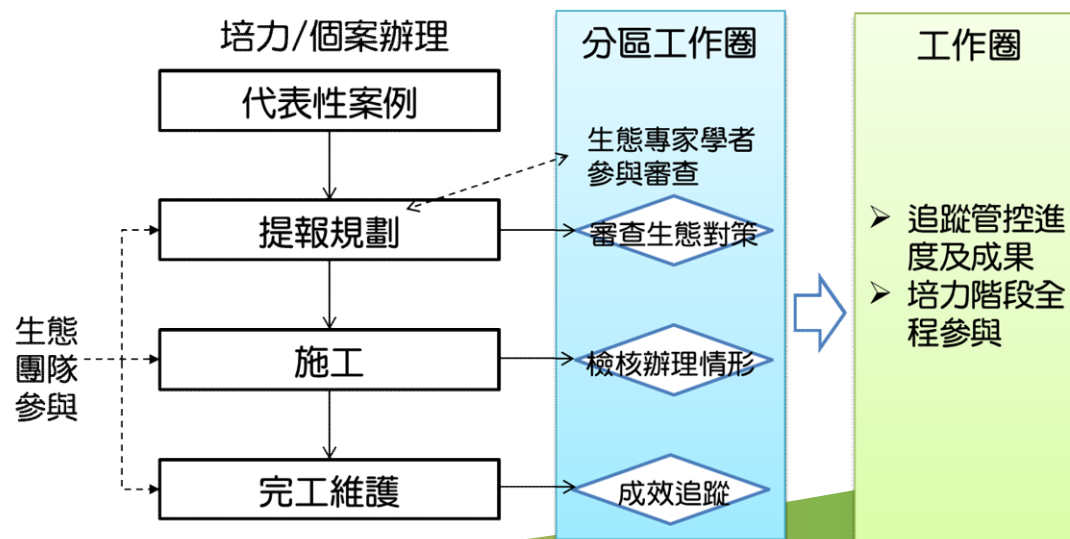 培力/個案辦理
分區工作圈
工作圈
代表性案例
生態專家學者
參與審查
提報規劃
審查生態對策
➢ 追蹤管控進
度及成果
➢ 培力階段全
程參與
生態
團隊
參與
施工
檢核辦理情形
完工維護
成效追蹤